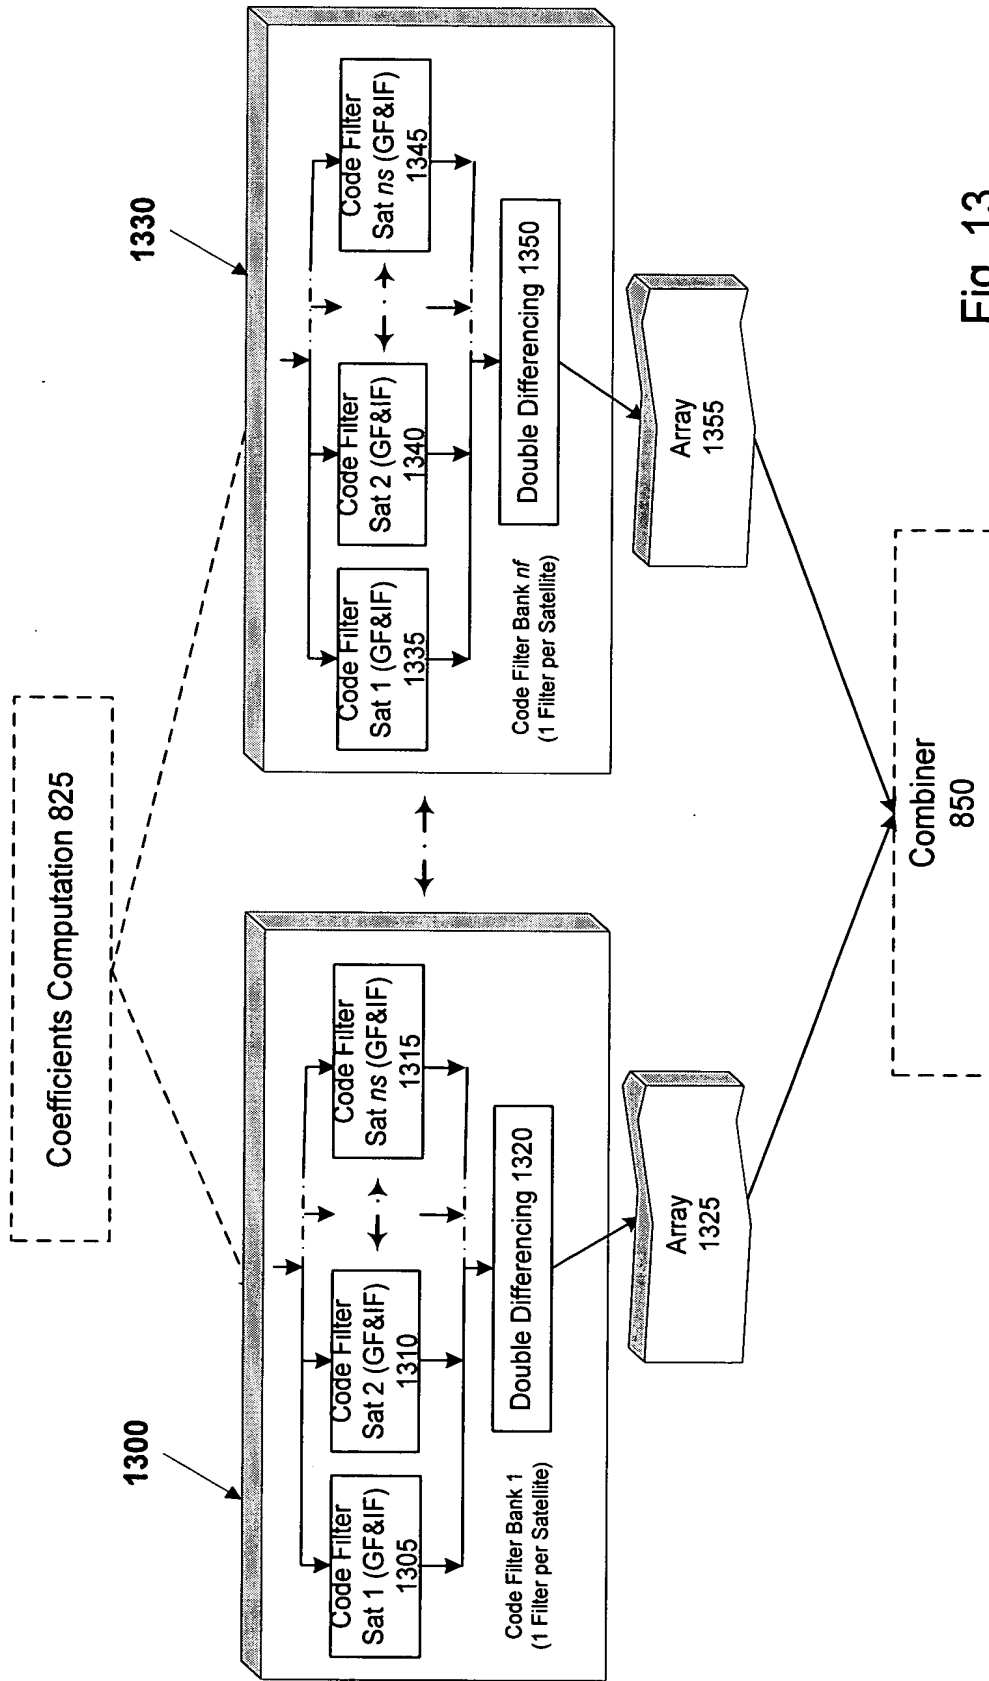 Coefficients Computation 825
1300
Code Filter
Sat 1 (GF&IF)
1305
Code Filter
Sat 2 (GF&IF)
1310
Code Filter
Sat ns (GF&IF)
1315
Double Differencing 1320
Code Filter Bank 1
(1 Filter per Satellite)
Array
1325
1330
Code Filter
Sat 1 (GF&IF)
1335
Code Filter
Sat 2 (GF&IF)
1340
Code Filter
Sat ns (GF&IF)
1345
Double Differencing 1350
Code Filter Bank nf
(1 Filter per Satellite)
Array
1355
Combiner
850
Fig. 13